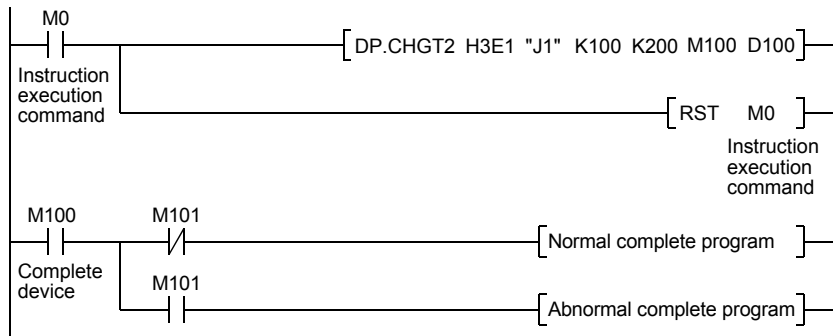 M0
DP.CHGT2 H3E1 "J1" K100 K200 M100 D100
Instruction
execution
command
RST M0
Instruction
execution
command
M100 M101
Normal complete program
Complete
device
M101
Abnormal complete program